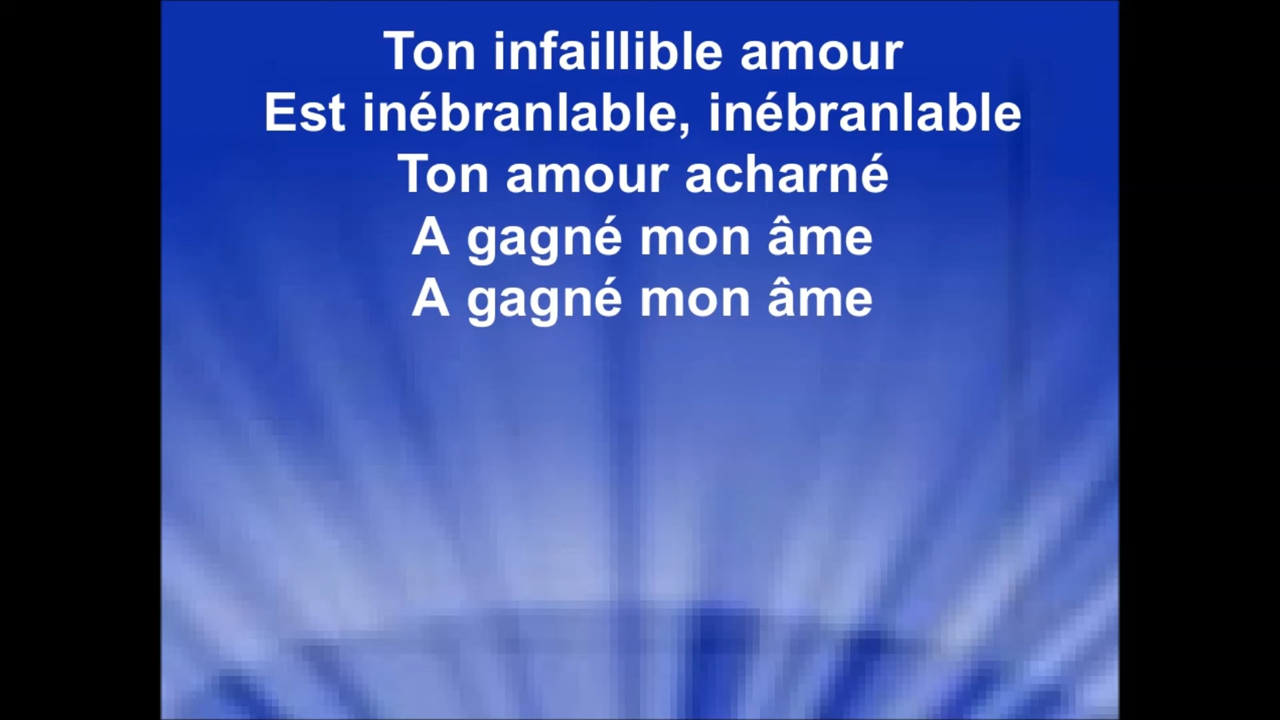 Ton infaillible amour
Est inébranlable, inébranlable
Ton amour acharné
A gagné mon âme
A gagné mon âme